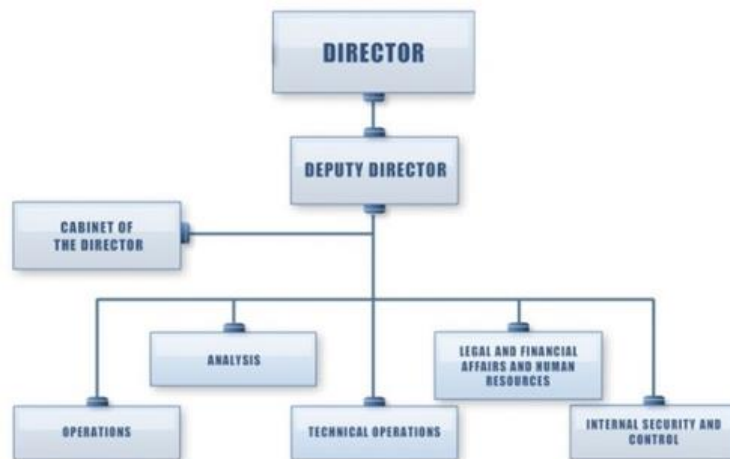 DIRECTOR
DEPUTY DIRECTOR
CABINET OF
THE DIRECTOR
ANALYSIS
LEGAL AND FINANCIAL
AFFAIRS AND HUMAN
RESOURCES
OPERATIONS
TECHNICAL OPERATIONS
INTERNAL SECURITY AND
CONTROL